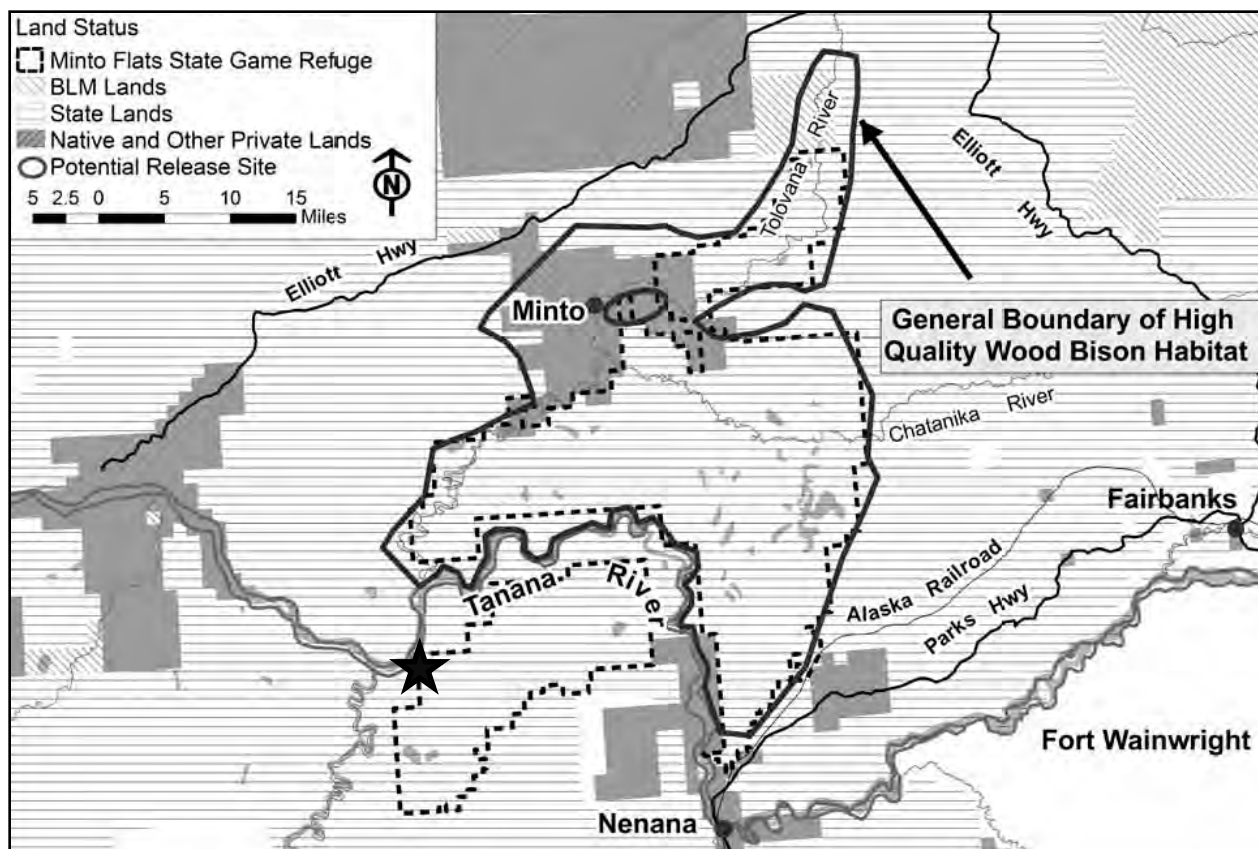 Land Status
Minto Flats State Game Refuge
BLM Lands
State Lands
Native and Other Private Lands
Potential Release Site
N
5 2.5 0 5 10 15
Miles
Elliott Hwy
Tolovana River
Elliott Hwy
Minto
General Boundary of High
Quality Wood Bison Habitat
Chatanika River
Fairbanks
Alaska Railroad
Parks Hwy
Tanana River
Fort Wainwright
Nenana